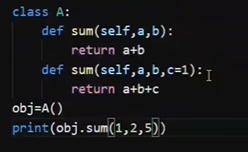 class A:
    def sum(self,a,b):
        return a+b
    def sum(self,a,b,c=1):
        return a+b+c
obj=A()
print(obj.sum(1,2,5))